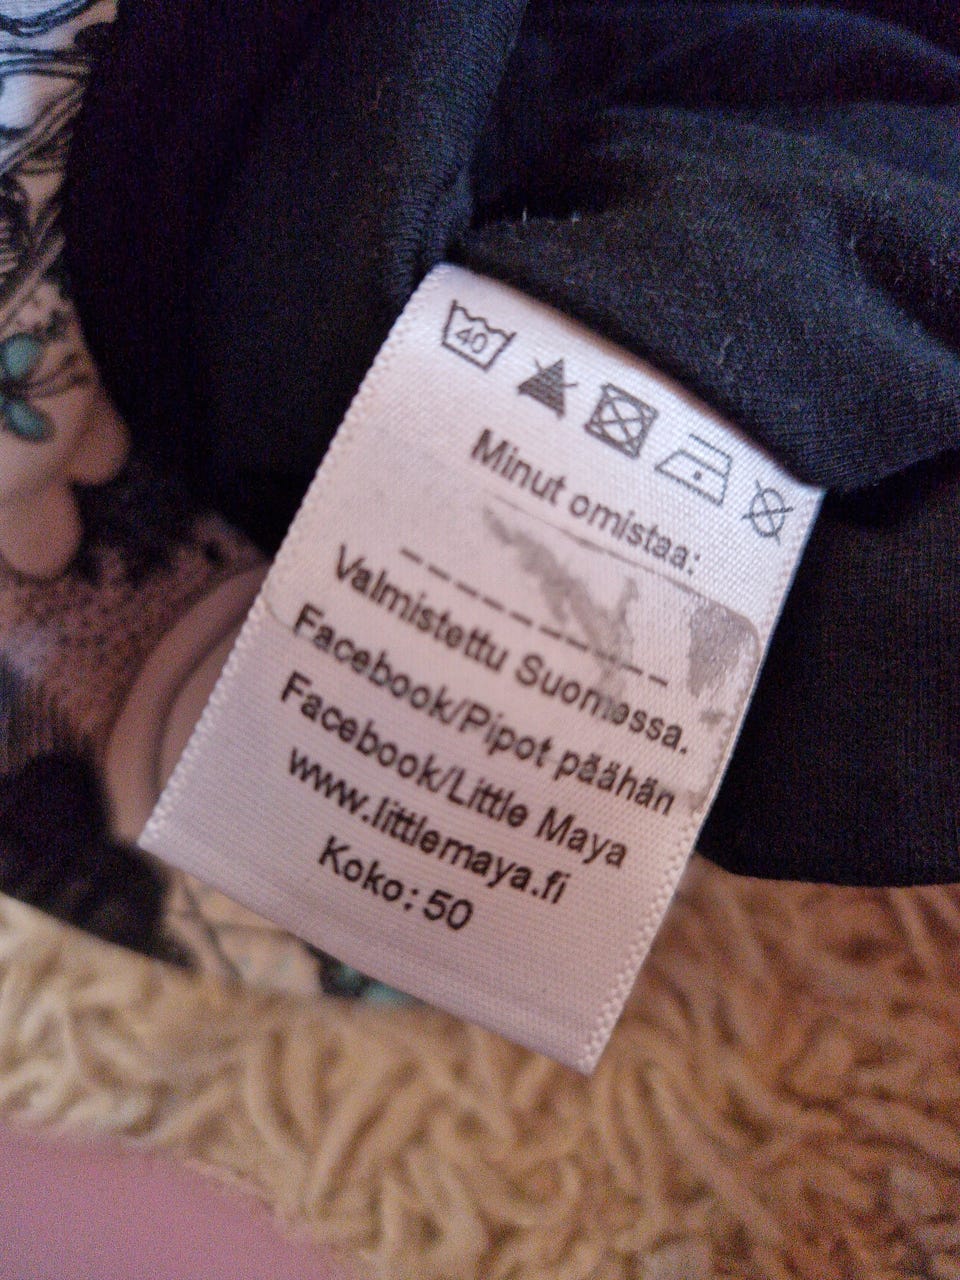 40
Minut omistaa:
_ _ _ _ _ _ _ _ _ _
Valmistettu Suomessa.
Facebook/Pipot päähän
Facebook/Little Maya
www.littlemaya.fi
Koko: 50